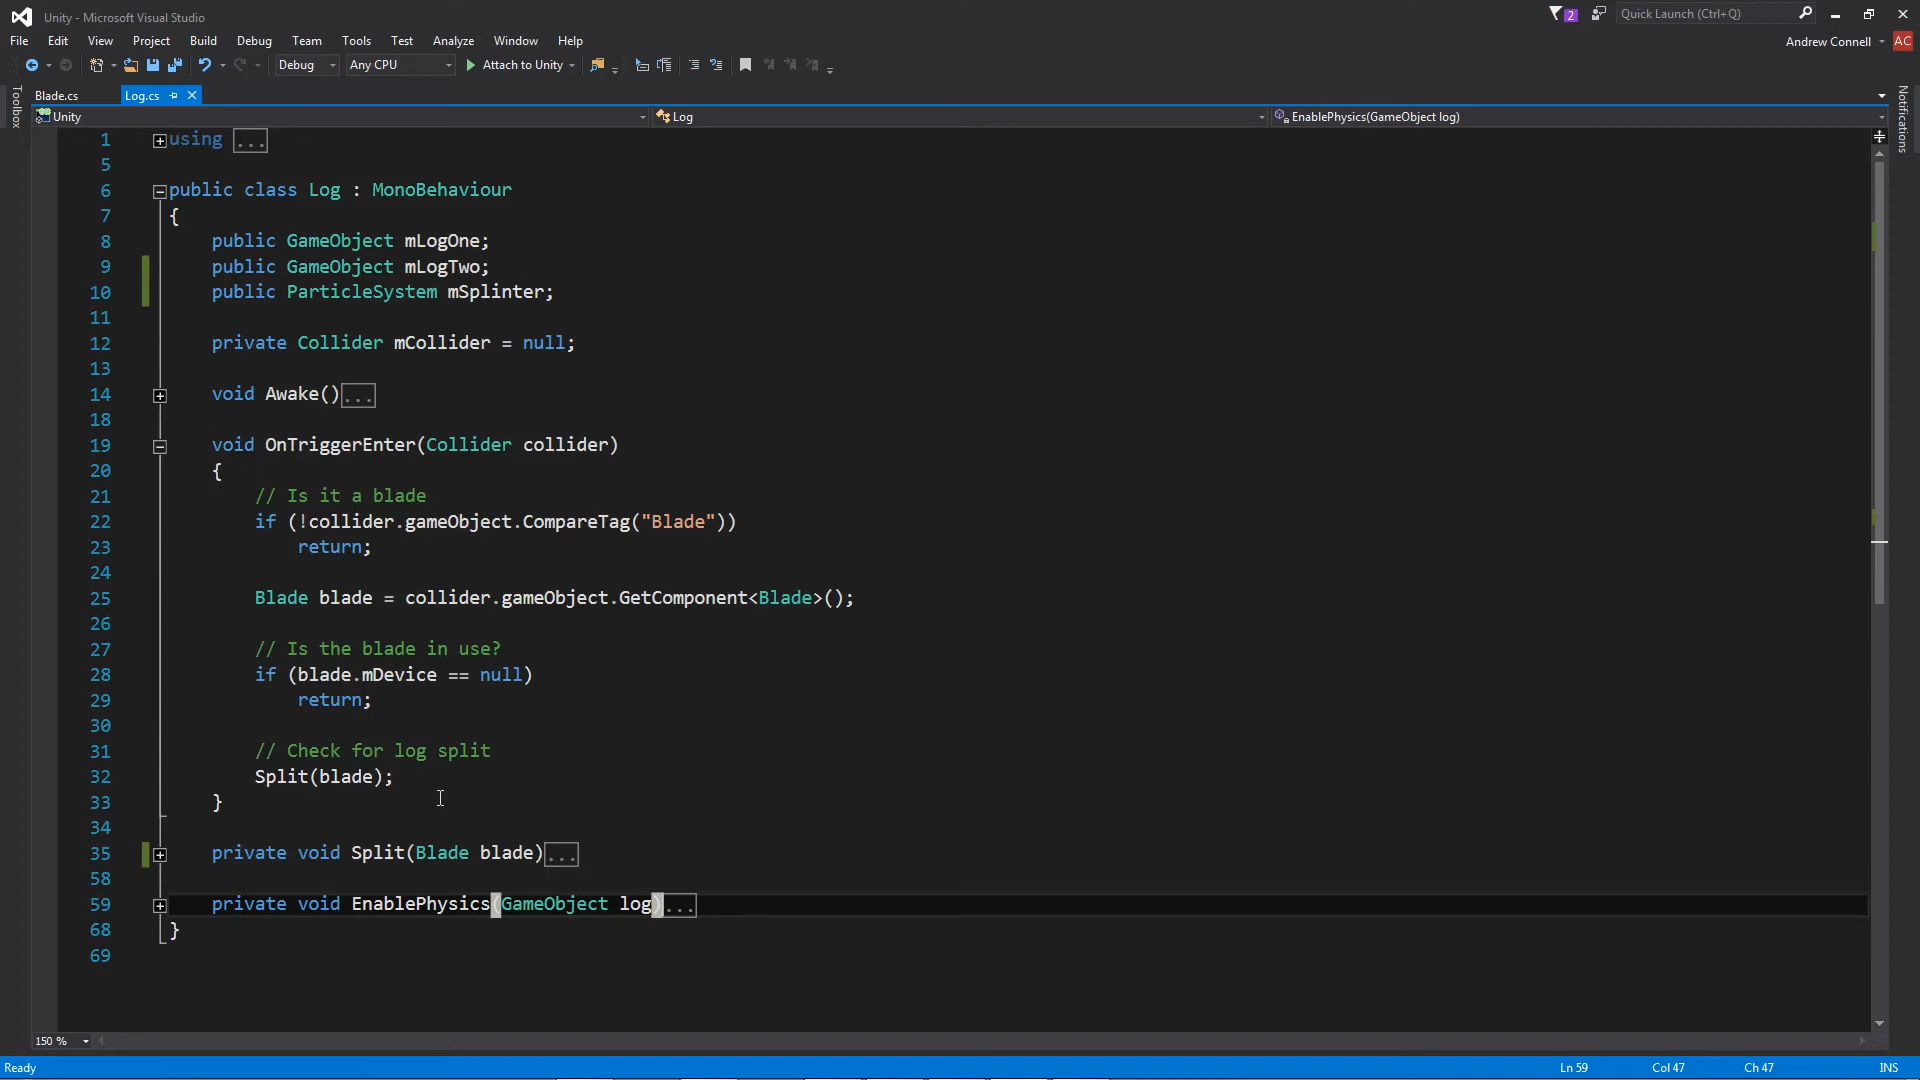 Unity - Microsoft Visual Studio
2
Quick Launch (Ctrl+Q)
File Edit View Project Build Debug Team Tools Test Analyze Window Help
Andrew Connell AC
Debug Any CPU Attach to Unity
Toolbox
Notifications
Blade.cs Log.cs
Unity Log EnablePhysics(GameObject log)
1 using ...
5
6 public class Log : MonoBehaviour
7 {
8 public GameObject mLogOne;
9 public GameObject mLogTwo;
10 public ParticleSystem mSplinter;
11
12 private Collider mCollider = null;
13
14 void Awake()...
18
19 void OnTriggerEnter(Collider collider)
20 {
21 // Is it a blade
22 if (!collider.gameObject.CompareTag("Blade"))
23 return;
24
25 Blade blade = collider.gameObject.GetComponent<Blade>();
26
27 // Is the blade in use?
28 if (blade.mDevice == null)
29 return;
30
31 // Check for log split
32 Split(blade);
33 }
34
35 private void Split(Blade blade)...
58
59 private void EnablePhysics(GameObject log)...
68 }
69
150 %
Ready Ln 59 Col 47 Ch 47 INS